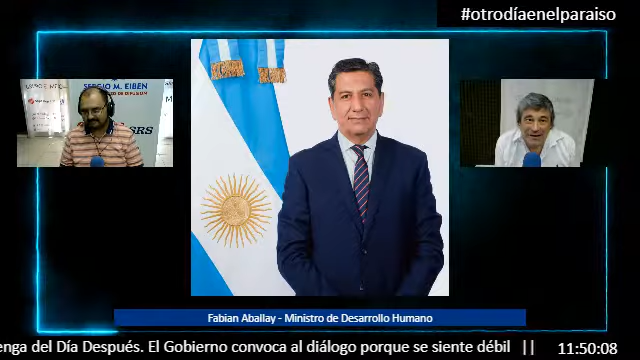 #otrodíaenelparaiso
SERGIO M. EIBEN
Fabian Aballay - Ministro de Desarrollo Humano
enga del Día Después. El Gobierno convoca al diálogo porque se siente débil || 11:50:08